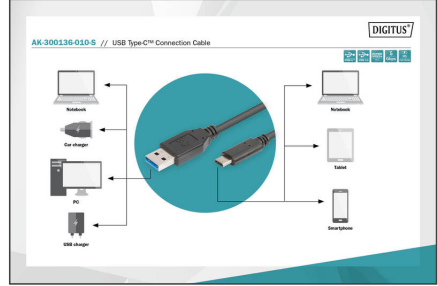 DIGITUS®
AK-300136-010-S // USB Type-C™ Connection Cable
Notebook
Car charger
PC
USB charger
Notebook
Tablet
Smartphone